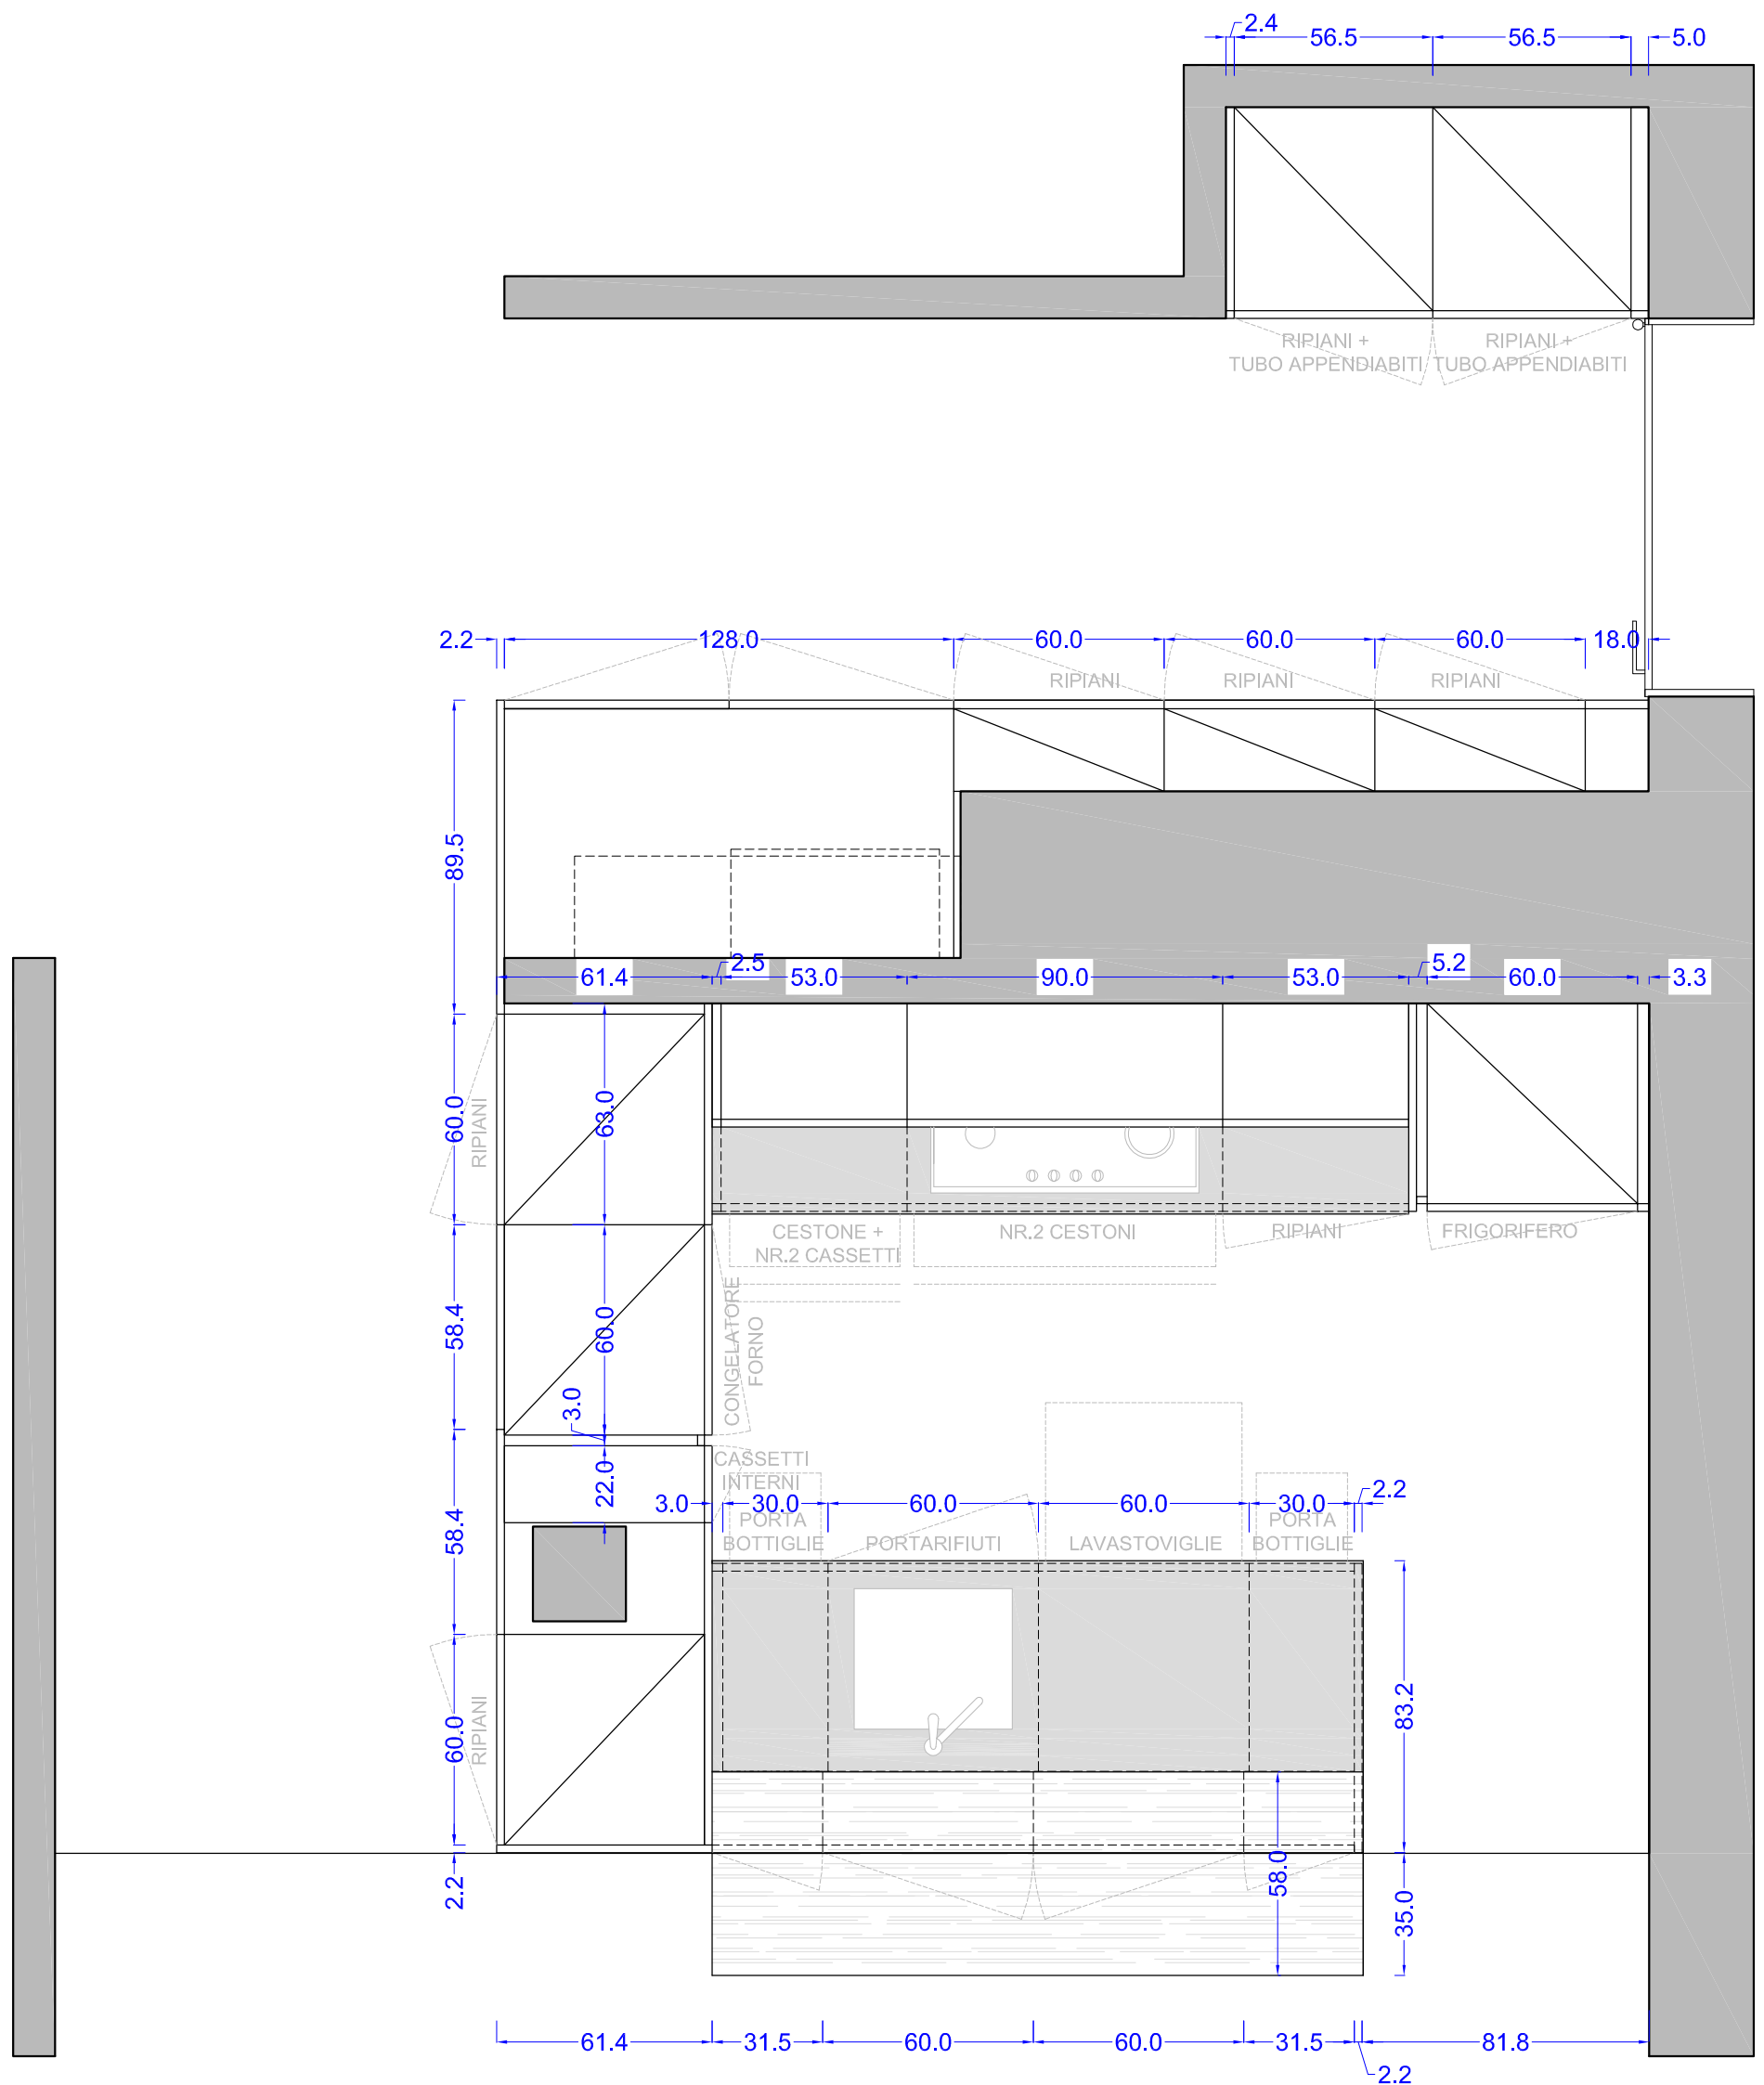 2.4
56.5 56.5 5.0
RIPIANI + RIPIANI +
TUBO APPENDIABITI TUBO APPENDIABITI
2.2 128.0 60.0 60.0 60.0 18.0
RIPIANI RIPIANI RIPIANI
89.5
61.4 2.5 53.0 90.0 53.0 5.2 60.0 3.3
60.0
RIPIANI
63.0
CESTONE +
NR.2 CASSETTI
NR.2 CESTONI
RIPIANI
FRIGORIFERO
58.4
60.0
CONGELATORE
FORNO
3.0
CASSETTI
INTERNI
58.4
22.0
3.0 30.0 60.0 60.0 30.0 2.2
PORTA
BOTTIGLIE
PORTARIFIUTI
LAVASTOVIGLIE
PORTA
BOTTIGLIE
60.0
RIPIANI
83.2
2.2
58.0
35.0
61.4 31.5 60.0 60.0 31.5 81.8
2.2